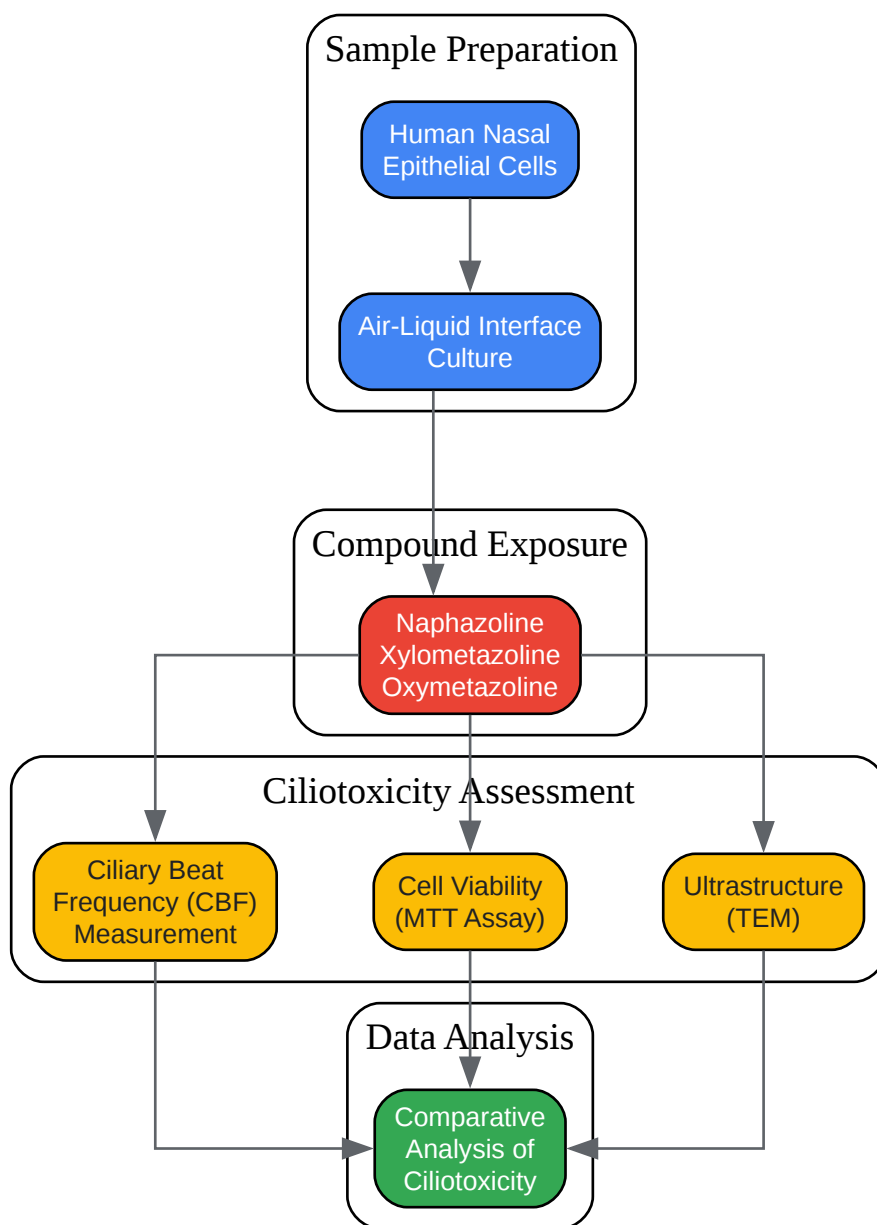 Sample Preparation
Human Nasal
Epithelial Cells
Air-Liquid Interface
Culture
Compound Exposure
Naphazoline
Xylometazoline
Oxymetazoline
Ciliotoxicity Assessment
Ciliary Beat
Frequency (CBF)
Measurement
Cell Viability
(MTT Assay)
Ultrastructure
(TEM)
Data Analysis
Comparative
Analysis of
Ciliotoxicity